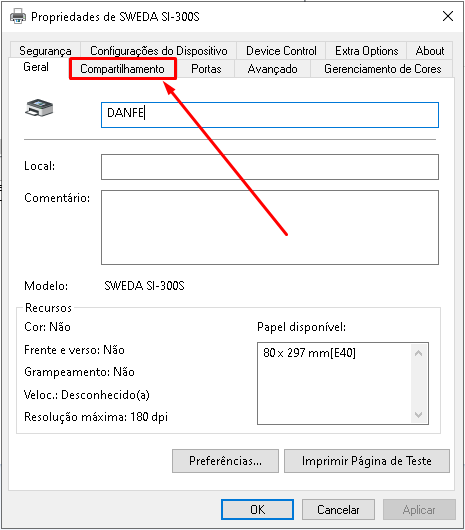 Propriedades de SWEDA SI-300S
Segurança Configurações do Dispositivo Device Control Extra Options About
Geral Compartilhamento Portas Avançado Gerenciamento de Cores
DANFE
Local:
Comentário:
Modelo: SWEDA SI-300S
Recursos
Cor: Não Papel disponível:
Frente e verso: Não 80 x 297 mm[E40]
Grampeamento: Não
Veloc.: Desconhecido(a)
Resolução máxima: 180 dpi
Preferências... Imprimir Página de Teste
OK Cancelar Aplicar